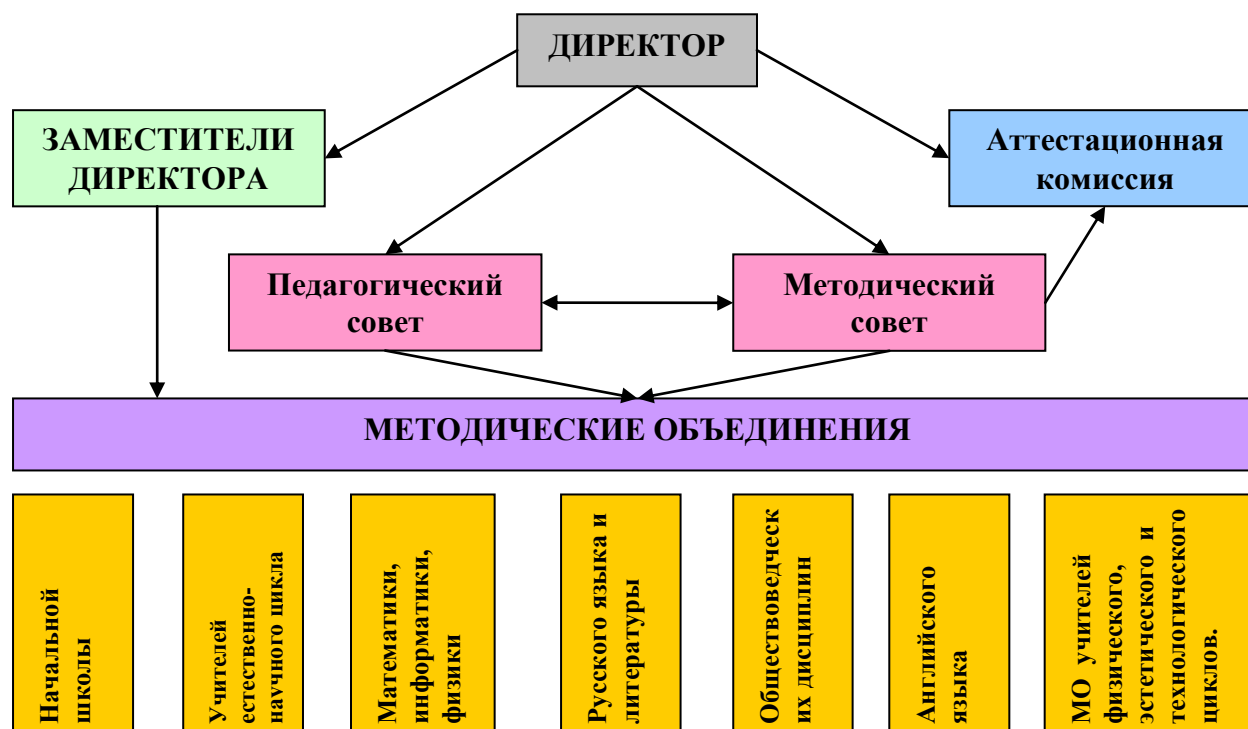 ДИРЕКТОР
ЗАМЕСТИТЕЛИ
ДИРЕКТОРА
Аттестационная
комиссия
Педагогический
совет
Методический
совет
МЕТОДИЧЕСКИЕ ОБЪЕДИНЕНИЯ
Начальной
школы
Учителей
естественно-
научного цикла
Математики,
информатики,
физики
Русского языка и
литературы
Обществоведческ
их дисциплин
Английского
языка
МО учителей
физического,
эстетического и
технологического
циклов.